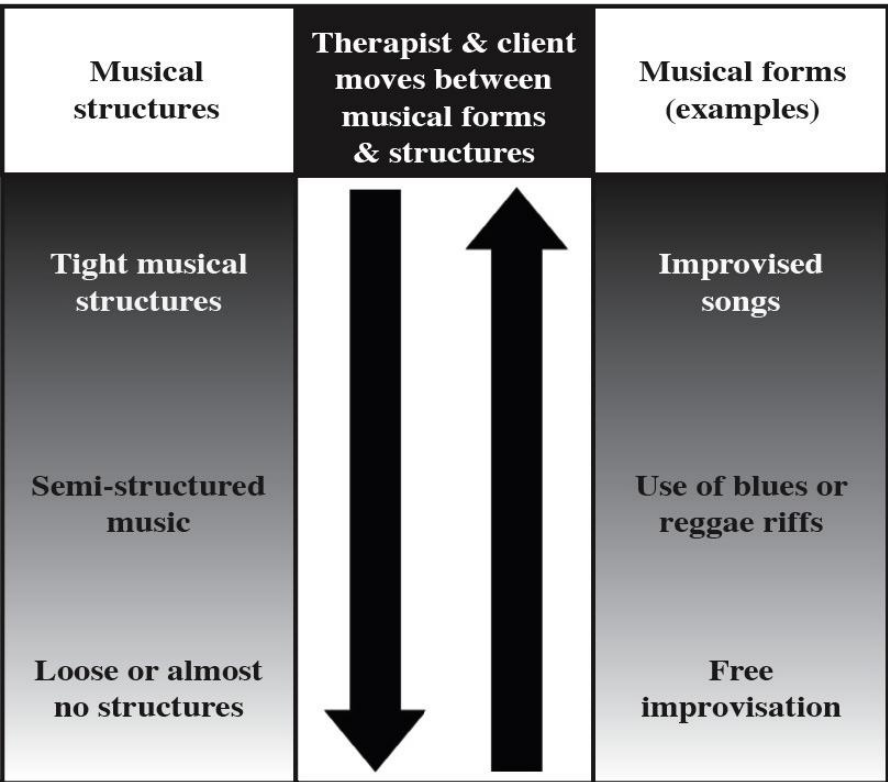 Musical
structures
Therapist & client
moves between
musical forms
& structures
Musical forms
(examples)
Tight musical
structures
Improvised
songs
Semi-structured
music
Use of blues or
reggae riffs
Loose or almost
no structures
Free
improvisation